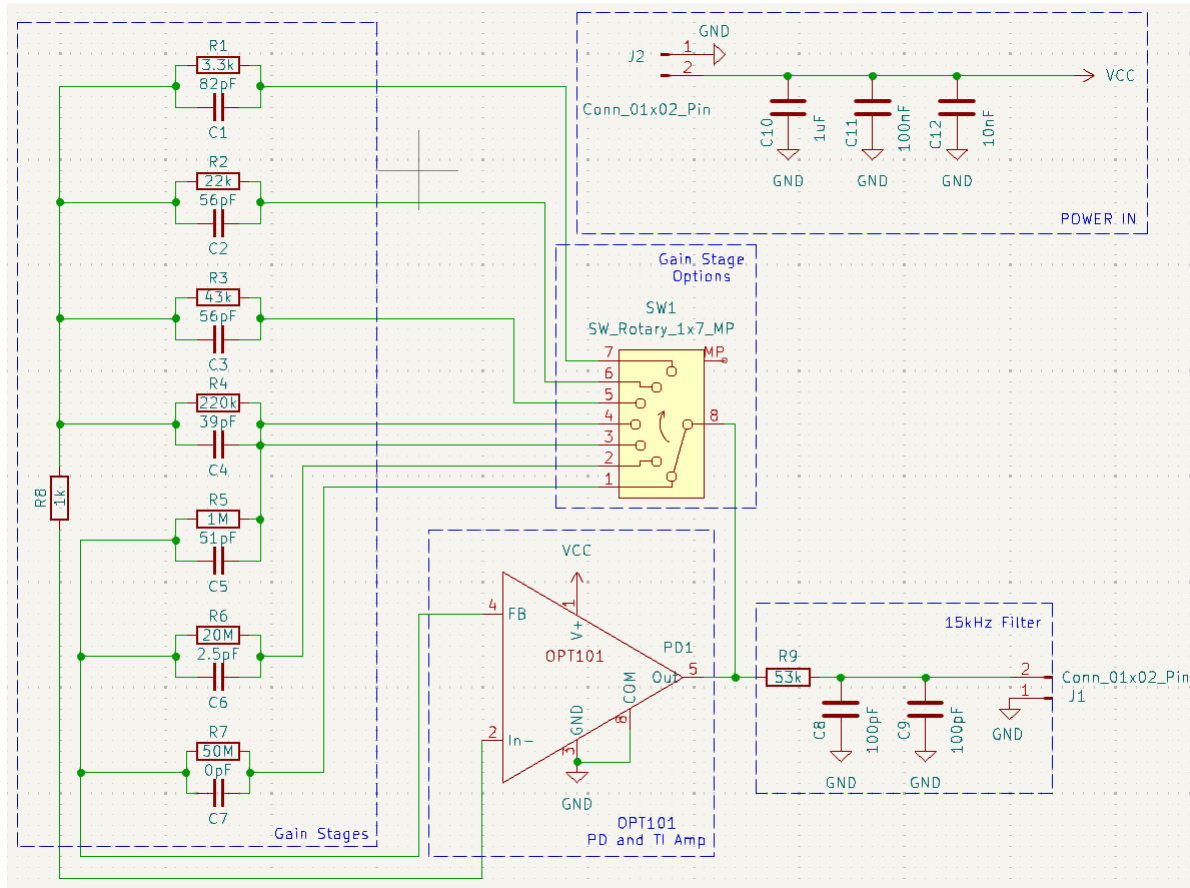 R1
3.3k
82pF
C1
R2
22k
56pF
C2
R3
43k
56pF
C3
R4
220k
39pF
C4
R8
1k
R5
1M
51pF
C5
R6
20M
2.5pF
C6
R7
50M
0pF
C7
Gain Stages
GND
J2
1
2
Conn_01x02_Pin
VCC
C10
1uF
C11
100nF
C12
10nF
GND
GND
GND
POWER IN
Gain Stage
Options
SW1
SW_Rotary_1x7_MP
MP
7
6
5
4
3
2
1
8
VCC
1
V+
4
FB
OPT101
PD1
Out
5
COM
8
GND
3
2
In-
GND
OPT101
PD and TI Amp
15kHz Filter
R9
53k
2
Conn_01x02_Pin
1
J1
C8
100pF
C9
100pF
GND
GND
GND